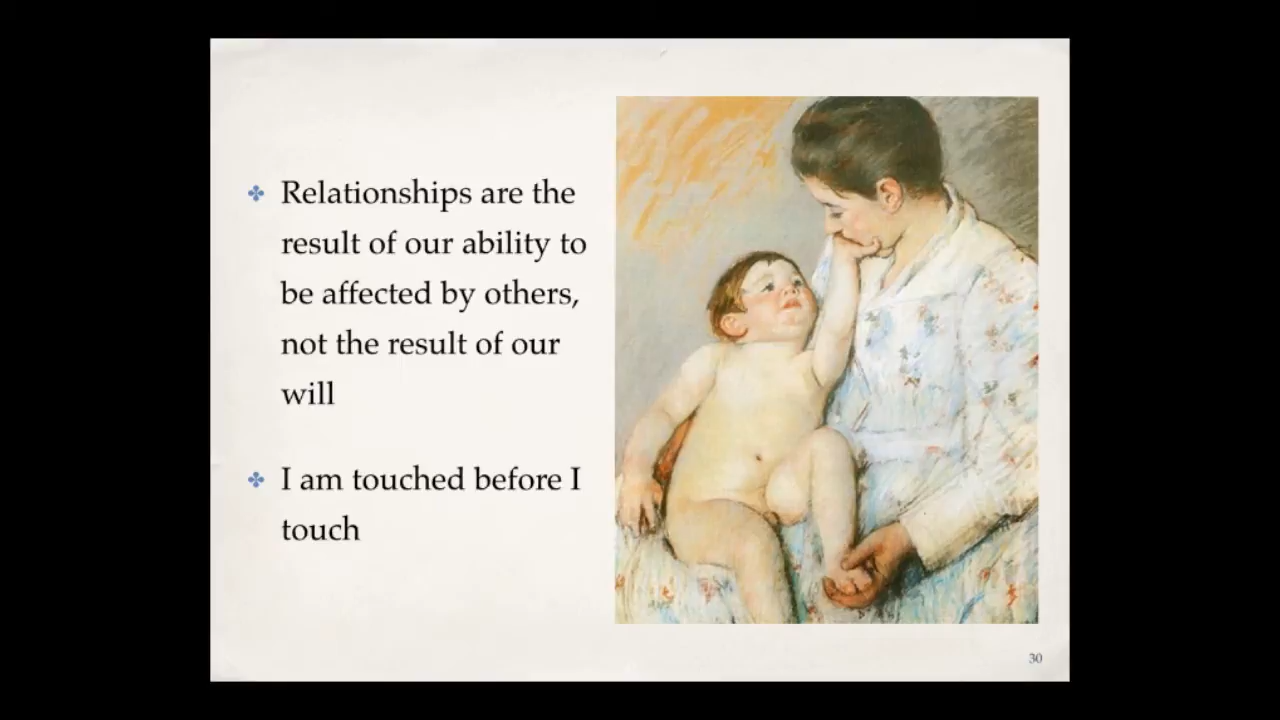 Relationships are the
result of our ability to
be affected by others,
not the result of our
will
I am touched before I
touch
30